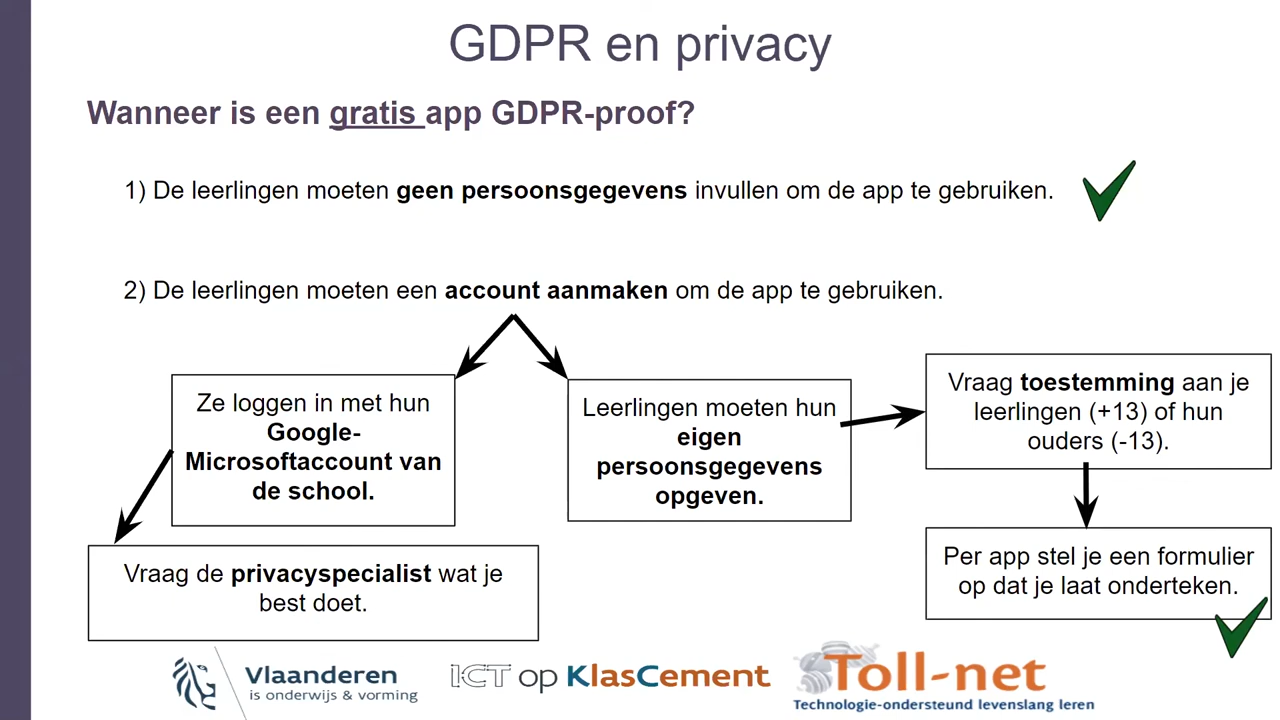 GDPR en privacy
Wanneer is een gratis app GDPR-proof?
1) De leerlingen moeten geen persoonsgegevens invullen om de app te gebruiken.
2) De leerlingen moeten een account aanmaken om de app te gebruiken.
Ze loggen in met hun
Google-
Microsoftaccount van
de school.
Vraag de privacyspecialist wat je
best doet.
Leerlingen moeten hun
eigen
persoonsgegevens
opgeven.
Vraag toestemming aan je
leerlingen (+13) of hun
ouders (-13).
Per app stel je een formulier
op dat je laat onderteken.
Vlaanderen
is onderwijs & vorming
ICT op KlasCement
Toll-net
Technologie-ondersteund levenslang leren